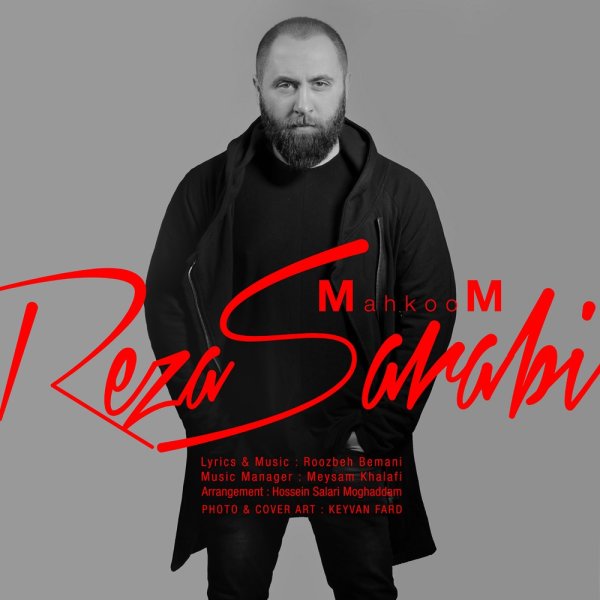 MahkooM
Reza Sarabi
Lyrics & Music : Roozbeh Bemani
Music Manager : Meysam Khalafi
Arrangement : Hossein Salari Moghaddam
PHOTO & COVER ART : KEYVAN FARD